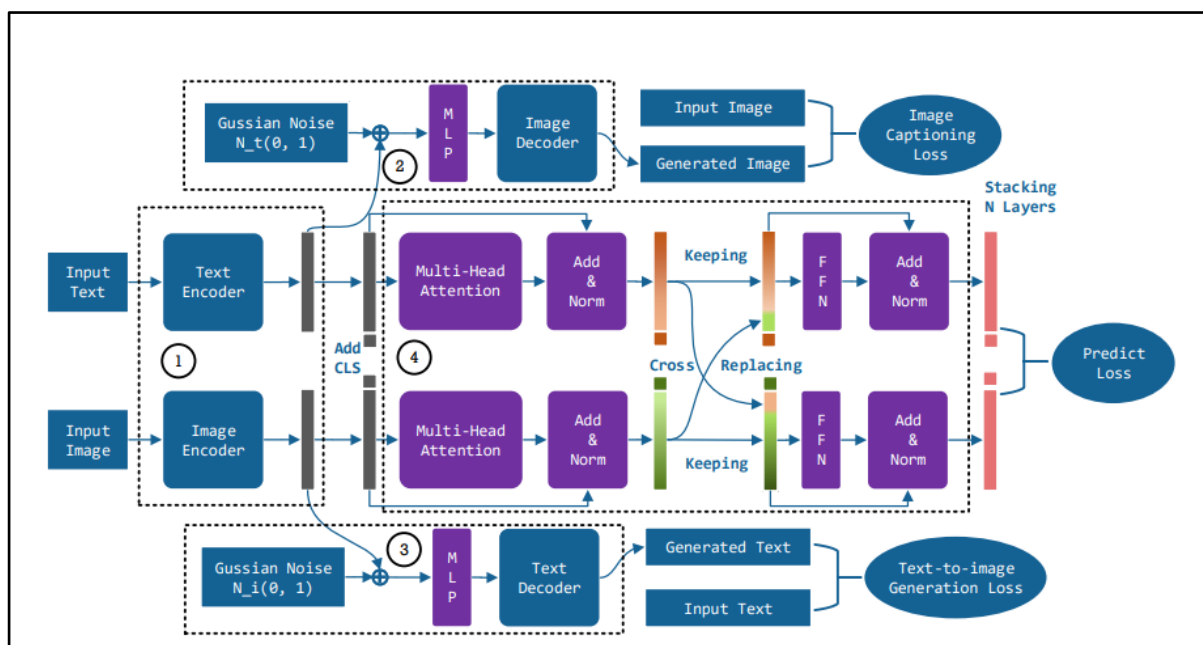 Gussian Noise
N_t(0, 1)
2
M
L
P
Image
Decoder
Input Image
Generated Image
Image
Captioning
Loss
Stacking
N Layers
Input
Text
Text
Encoder
1
Add
CLS
Multi-Head
Attention
Add
&
Norm
Keeping
F
F
N
Add
&
Norm
4
Cross
Replacing
Predict
Loss
Input
Image
Image
Encoder
Multi-Head
Attention
Add
&
Norm
Keeping
F
F
N
Add
&
Norm
Gussian Noise
N_i(0, 1)
3
M
L
P
Text
Decoder
Generated Text
Input Text
Text-to-image
Generation Loss